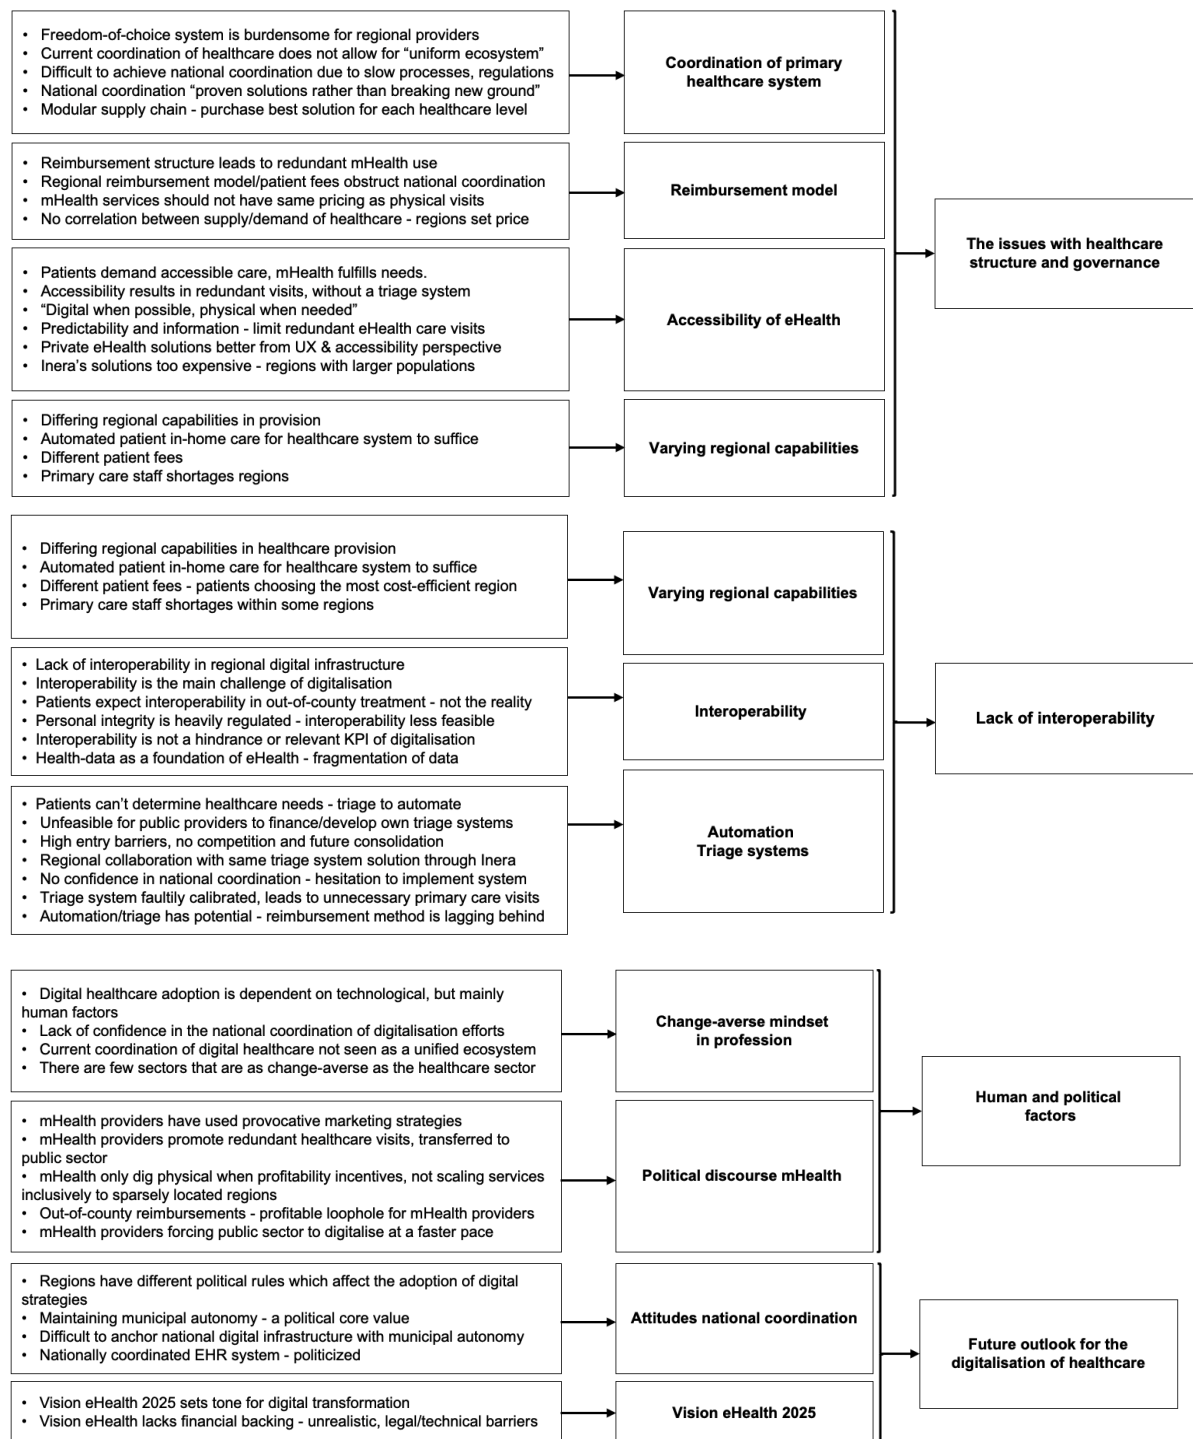 • Freedom-of-choice system is burdensome for regional providers
• Current coordination of healthcare does not allow for “uniform ecosystem”
• Difficult to achieve national coordination due to slow processes, regulations
• National coordination “proven solutions rather than breaking new ground”
• Modular supply chain - purchase best solution for each healthcare level
Coordination of primary
healthcare system
• Reimbursement structure leads to redundant mHealth use
• Regional reimbursement model/patient fees obstruct national coordination
• mHealth services should not have same pricing as physical visits
• No correlation between supply/demand of healthcare - regions set price
Reimbursement model
• Patients demand accessible care, mHealth fulfills needs.
• Accessibility results in redundant visits, without a triage system
• “Digital when possible, physical when needed”
• Predictability and information - limit redundant eHealth care visits
• Private eHealth solutions better from UX & accessibility perspective
• Inera’s solutions too expensive - regions with larger populations
Accessibility of eHealth
• Differing regional capabilities in provision
• Automated patient in-home care for healthcare system to suffice
• Different patient fees
• Primary care staff shortages regions
Varying regional capabilities
The issues with healthcare
structure and governance
• Differing regional capabilities in healthcare provision
• Automated patient in-home care for healthcare system to suffice
• Different patient fees - patients choosing the most cost-efficient region
• Primary care staff shortages within some regions
Varying regional capabilities
• Lack of interoperability in regional digital infrastructure
• Interoperability is the main challenge of digitalisation
• Patients expect interoperability in out-of-county treatment - not the reality
• Personal integrity is heavily regulated - interoperability less feasible
• Interoperability is not a hindrance or relevant KPI of digitalisation
• Health-data as a foundation of eHealth - fragmentation of data
Interoperability
• Patients can’t determine healthcare needs - triage to automate
• Unfeasible for public providers to finance/develop own triage systems
• High entry barriers, no competition and future consolidation
• Regional collaboration with same triage system solution through Inera
• No confidence in national coordination - hesitation to implement system
• Triage system faultily calibrated, leads to unnecessary primary care visits
• Automation/triage has potential - reimbursement method is lagging behind
Automation
Triage systems
Lack of interoperability
• Digital healthcare adoption is dependent on technological, but mainly
human factors
• Lack of confidence in the national coordination of digitalisation efforts
• Current coordination of digital healthcare not seen as a unified ecosystem
• There are few sectors that are as change-averse as the healthcare sector
Change-averse mindset
in profession
• mHealth providers have used provocative marketing strategies
• mHealth providers promote redundant healthcare visits, transferred to
public sector
• mHealth only dig physical when profitability incentives, not scaling services
inclusively to sparsely located regions
• Out-of-county reimbursements - profitable loophole for mHealth providers
• mHealth providers forcing public sector to digitalise at a faster pace
Political discourse mHealth
Human and political
factors
• Regions have different political rules which affect the adoption of digital
strategies
• Maintaining municipal autonomy - a political core value
• Difficult to anchor national digital infrastructure with municipal autonomy
• Nationally coordinated EHR system - politicized
Attitudes national coordination
• Vision eHealth 2025 sets tone for digital transformation
• Vision eHealth lacks financial backing - unrealistic, legal/technical barriers
Vision eHealth 2025
Future outlook for the
digitalisation of healthcare